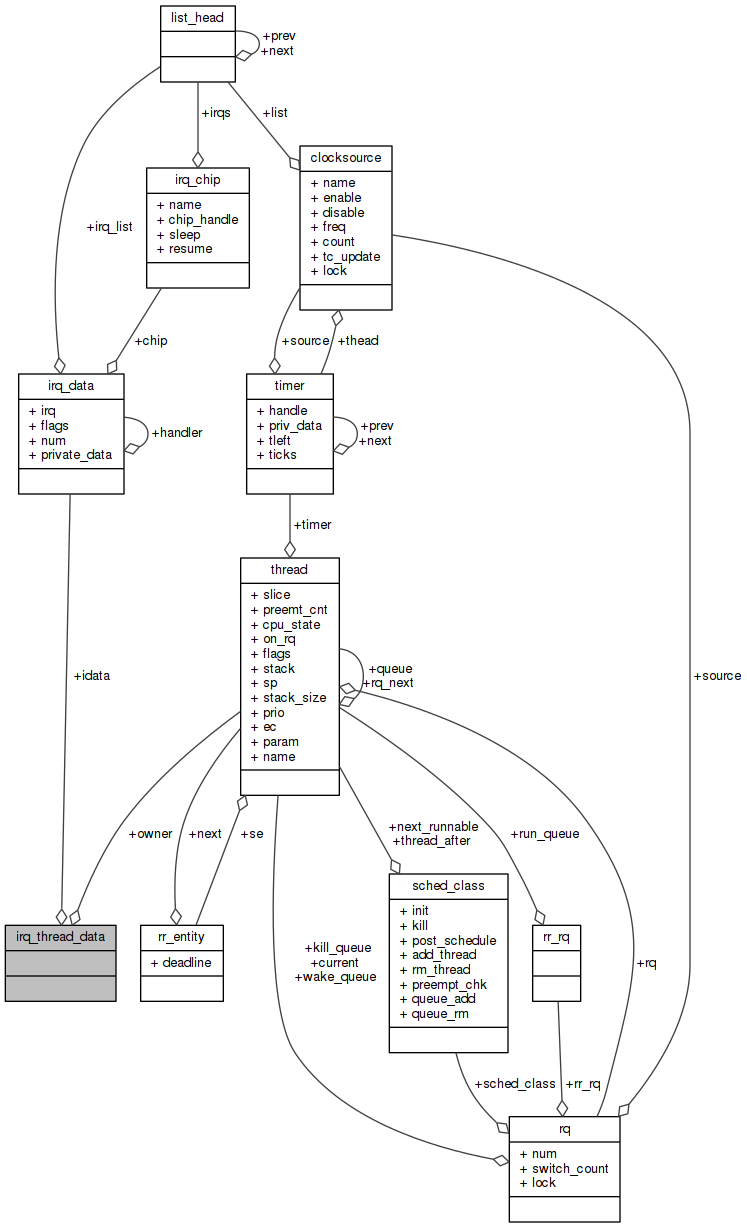 list_head
+prev
+next
+irqs
+list
clocksource
+ name
+ enable
+ disable
+ freq
+ count
+ tc_update
+ lock
irq_chip
+ name
+ chip_handle
+ sleep
+ resume
+irq_list
+chip
+source
+thead
irq_data
+ irq
+ flags
+ num
+ private_data
+handler
timer
+ handle
+ priv_data
+ tleft
+ ticks
+prev
+next
+timer
thread
+ slice
+ preemt_cnt
+ cpu_state
+ on_rq
+ flags
+ stack
+ sp
+ stack_size
+ prio
+ ec
+ param
+ name
+queue
+rq_next
+idata
+source
+owner
+next
+se
+next_runnable
+thread_after
+run_queue
irq_thread_data
rr_entity
+ deadline
+kill_queue
+current
+wake_queue
sched_class
+ init
+ kill
+ post_schedule
+ add_thread
+ rm_thread
+ preempt_chk
+ queue_add
+ queue_rm
rr_rq
+rq
+sched_class
+rr_rq
rq
+ num
+ switch_count
+ lock